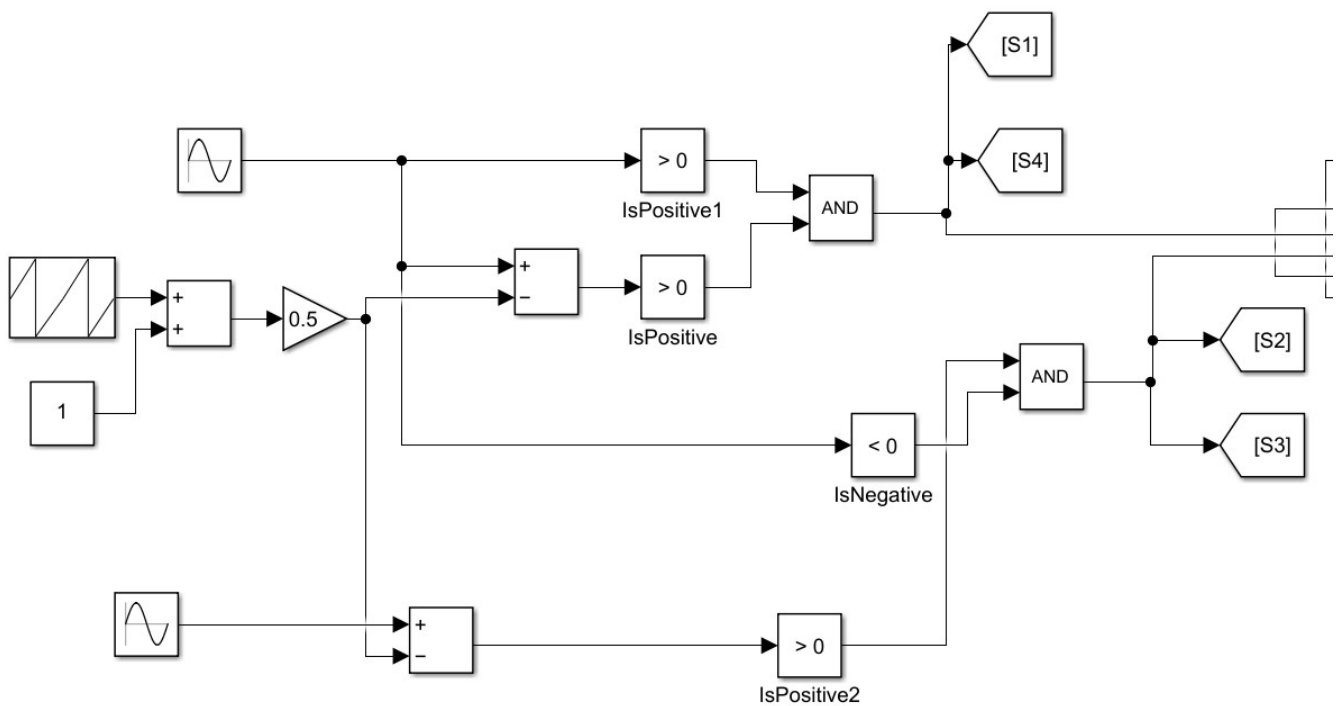 [S1]
> 0
[S4]
IsPositive1
AND
+
−
> 0
+
+
0.5
IsPositive
[S2]
AND
1
< 0
[S3]
IsNegative
+
−
> 0
IsPositive2